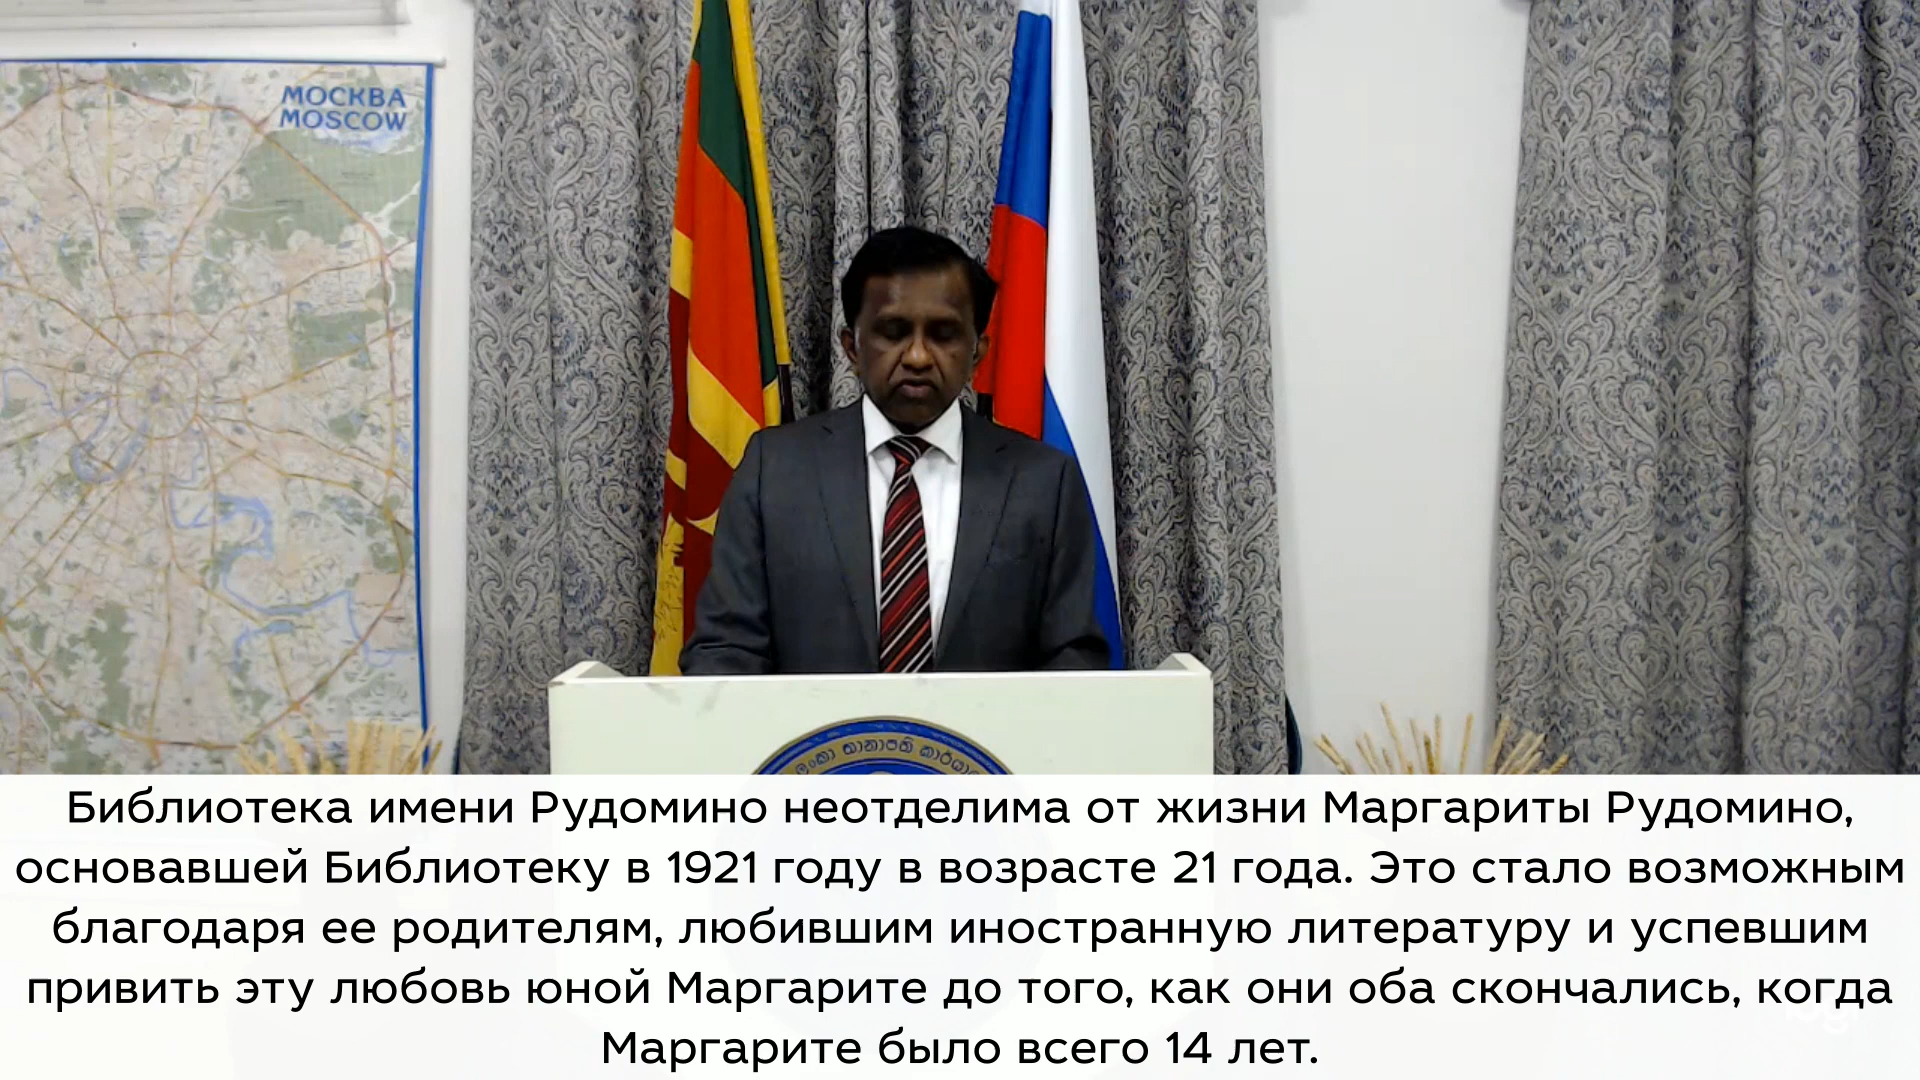 МОСКВА
MOSCOW
ලංකා තානාපති කාර්යාල
Библиотека имени Рудомино неотделима от жизни Маргариты Рудомино,
основавшей Библиотеку в 1921 году в возрасте 21 года. Это стало возможным
благодаря ее родителям, любившим иностранную литературу и успевшим
привить эту любовь юной Маргарите до того, как они оба скончались, когда
Маргарите было всего 14 лет.